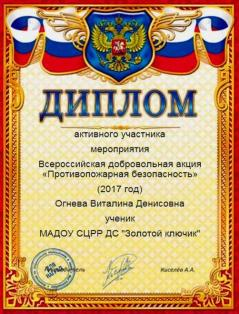 ДИПЛОМ
активного участника
мероприятия
Всероссийская добровольная акция
«Противопожарная безопасность»
(2017 год)
Огнева Виталина Денисовна
ученик
МАДОУ СЦРР ДС "Золотой ключик"
Киселёв А.А.